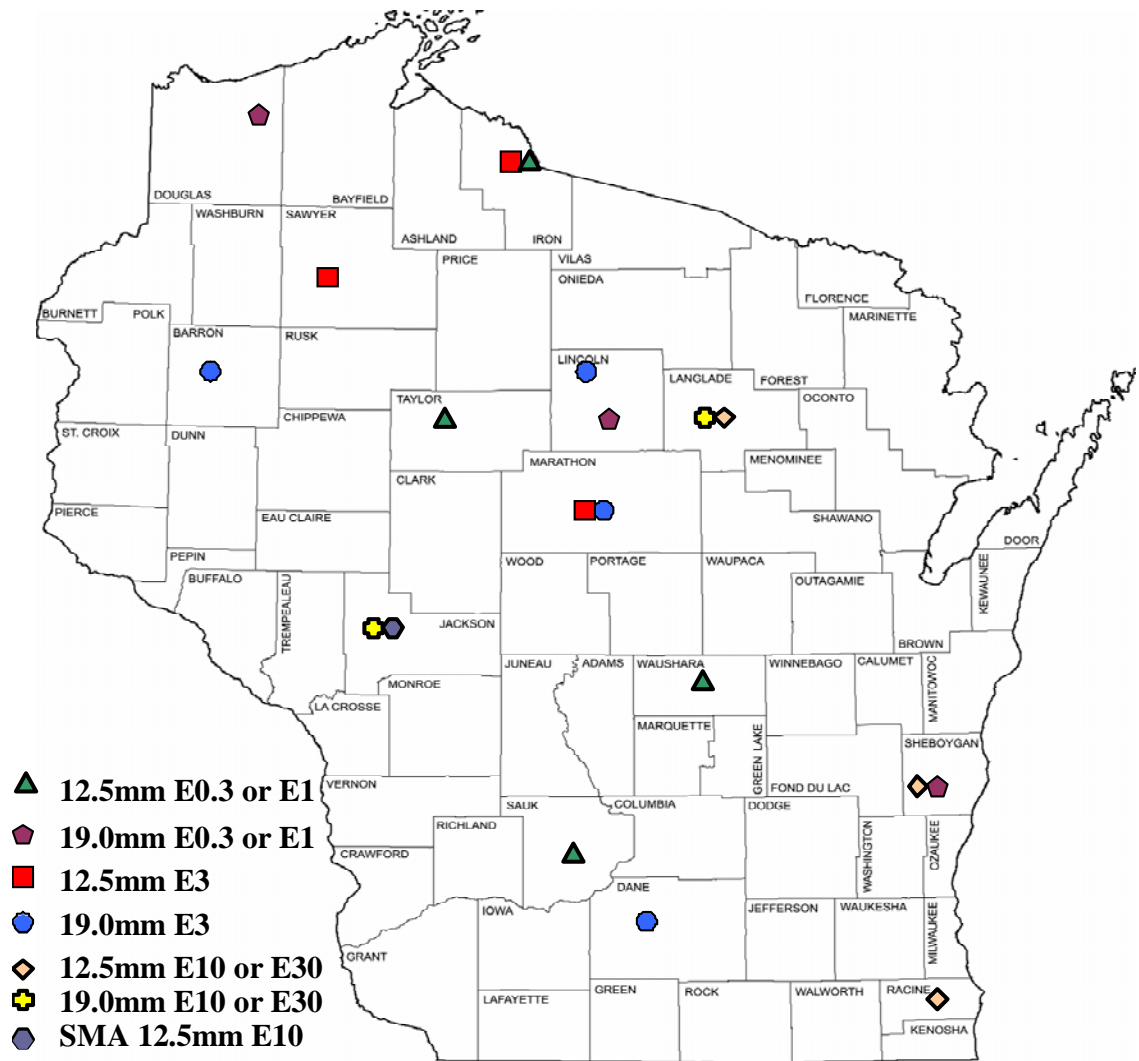 DOUGLAS
BAYFIELD
WASHBURN
SAWYER
ASHLAND
IRON
PRICE
VILAS
ONIEDA
FLORENCE
MARINETTE
BURNETT
POLK
BARRON
RUSK
LINCOLN
LANGLADE
FOREST
TAYLOR
OCONTO
CHIPPEWA
ST. CROIX
DUNN
MARATHON
MENOMINEE
CLARK
PIERCE
EAU CLAIRE
SHAWANO
DOOR
PEPIN
WOOD
PORTAGE
WAUPACA
BUFFALO
TREMPEALEAU
OUTAGAMIE
KEWAUNEE
JACKSON
BROWN
JUNEAU
ADAMS
WAUSHARA
WINNEBAGO
CALUMET
MANITOWOC
MONROE
LA CROSSE
MARQUETTE
GREEN LAKE
SHEBOYGAN
VERNON
FOND DU LAC
SAUK
COLUMBIA
DODGE
RICHLAND
WASHINGTON
CZAUKEE
CRAWFORD
DANE
IOWA
JEFFERSON
WAUKESHA
MILWAUKEE
GRANT
LAFAYETTE
GREEN
ROCK
WALWORTH
RACINE
KENOSHA
12.5mm E0.3 or E1
19.0mm E0.3 or E1
12.5mm E3
19.0mm E3
12.5mm E10 or E30
19.0mm E10 or E30
SMA 12.5mm E10